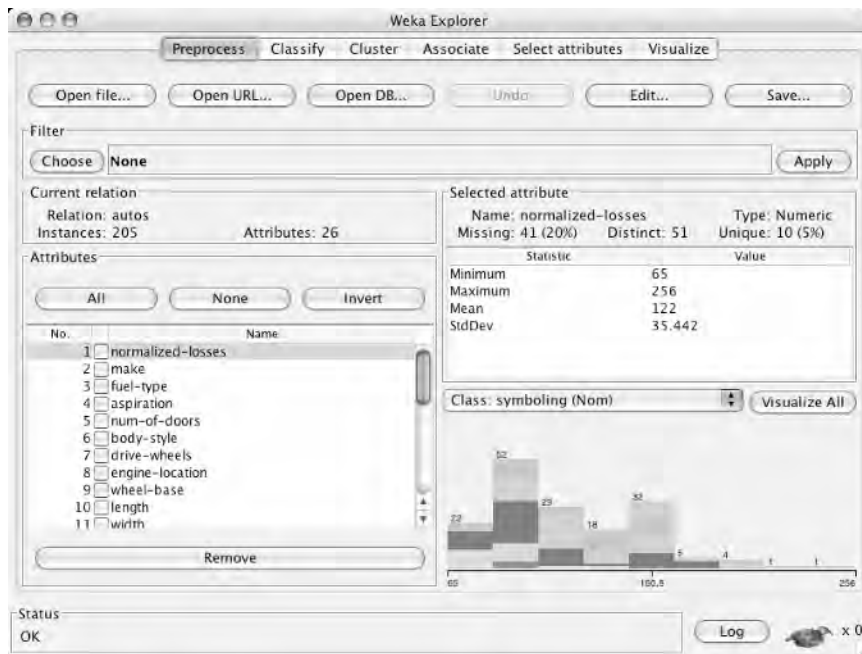 Weka Explorer
Preprocess Classify Cluster Associate Select attributes Visualize
Open file... Open URL... Open DB... Undo Edit... Save...
Filter
Choose None Apply
Current relation
Relation: autos
Instances: 205 Attributes: 26
Attributes
All None Invert
No. Name
1 normalized-losses
2 make
3 fuel-type
4 aspiration
5 num-of-doors
6 body-style
7 drive-wheels
8 engine-location
9 wheel-base
10 length
11 width
Remove
Selected attribute
Name: normalized-losses Type: Numeric
Missing: 41 (20%) Distinct: 51 Unique: 10 (5%)
Statistic Value
Minimum 65
Maximum 256
Mean 122
StdDev 35.442
Class: symboling (Nom) Visualize All
52
32
18
5
4
1
1
65 160.5 256
Status
OK
Log x 0